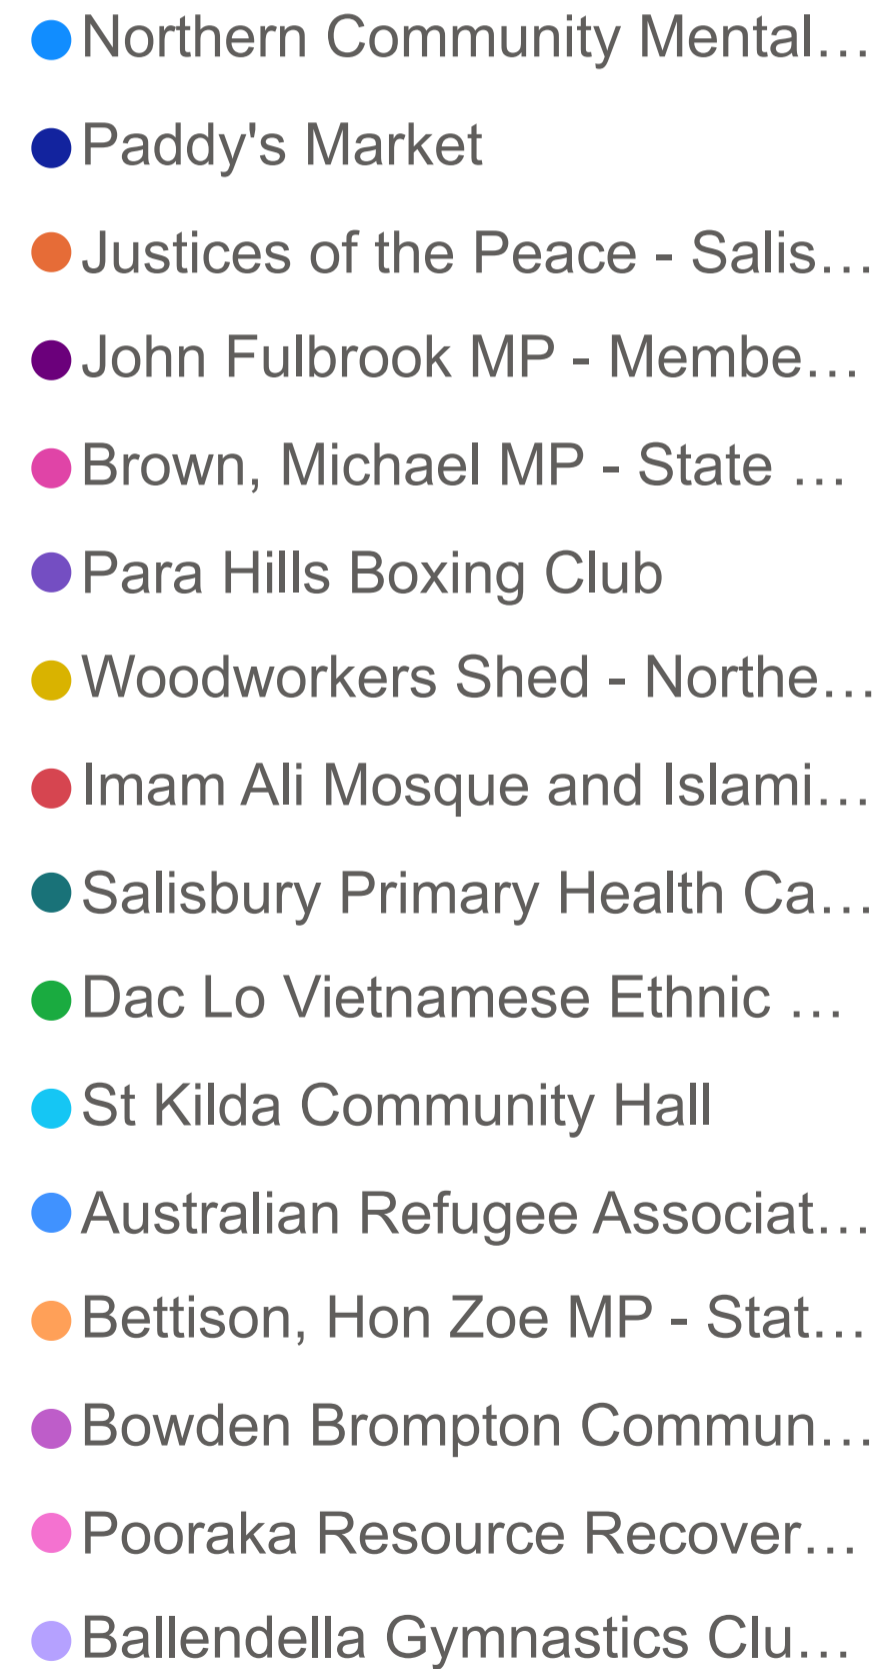 Northern Community Mental…
Paddy's Market
Justices of the Peace - Salis…
John Fulbrook MP - Membe…
Brown, Michael MP - State …
Para Hills Boxing Club
Woodworkers Shed - Northe…
Imam Ali Mosque and Islami…
Salisbury Primary Health Ca…
Dac Lo Vietnamese Ethnic …
St Kilda Community Hall
Australian Refugee Associat…
Bettison, Hon Zoe MP - Stat…
Bowden Brompton Commun…
Pooraka Resource Recover…
Ballendella Gymnastics Clu…